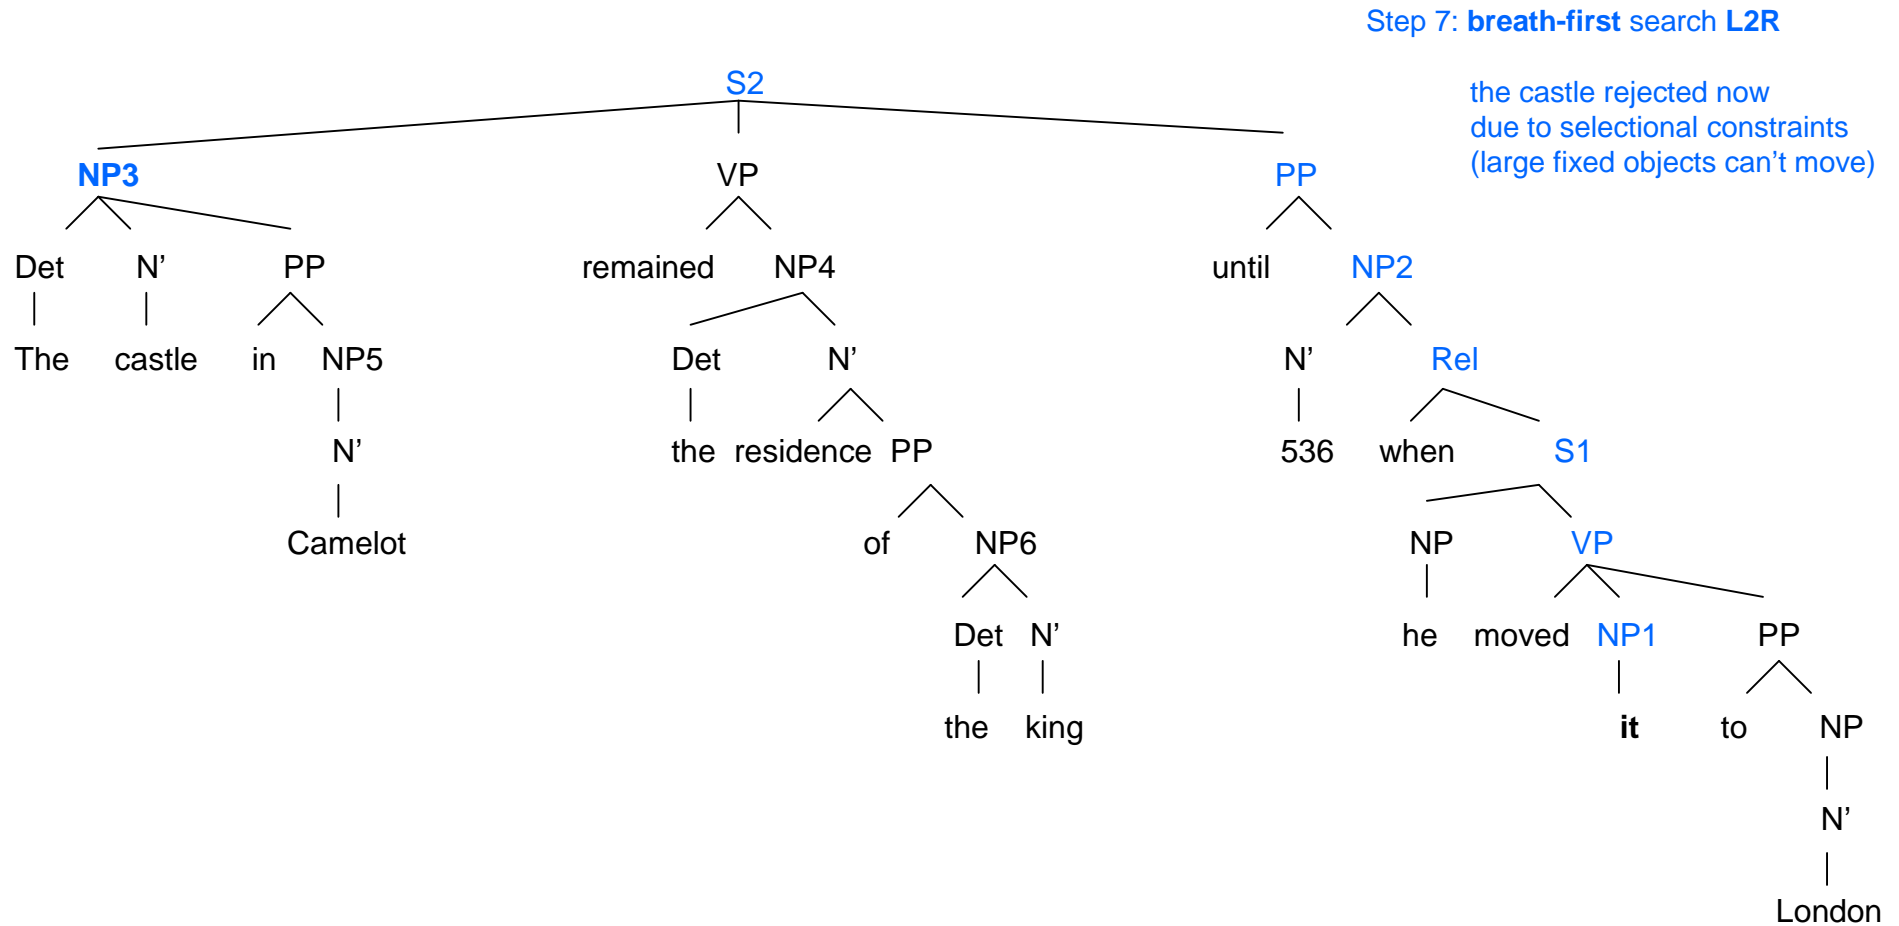 Step 7: breath-first search L2R
the castle rejected now
due to selectional constraints
(large fixed objects can’t move)
S2
NP3 VP PP
Det N’ PP remained NP4 until NP2
The castle in NP5 Det N’ N’ Rel
N’ the residence PP 536 when S1
Camelot of NP6 NP VP
Det N’ he moved NP1 PP
the king it to NP
N’
London